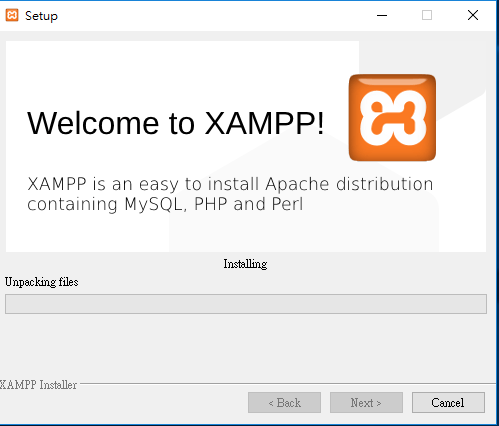 Setup
Welcome to XAMPP!
XAMPP is an easy to install Apache distribution
containing MySQL, PHP and Perl
Installing
Unpacking files
XAMPP Installer
< Back
Next >
Cancel